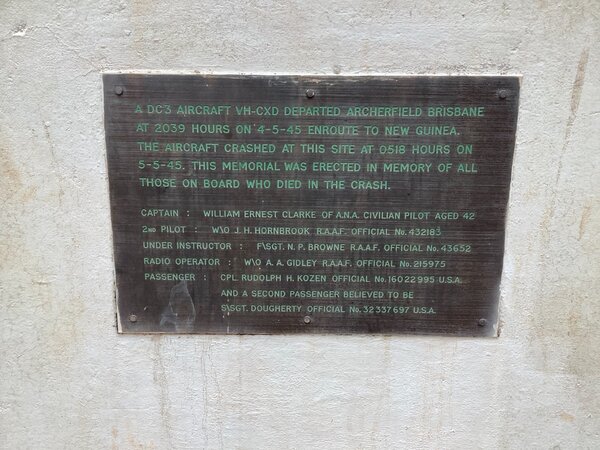 A DC3 AIRCRAFT VH-CXD DEPARTED ARCHERFIELD BRISBANE
AT 2039 HOURS ON 4-5-45 ENROUTE TO NEW GUINEA.
THE AIRCRAFT CRASHED AT THIS SITE AT 0518 HOURS ON
5-5-45. THIS MEMORIAL WAS ERECTED IN MEMORY OF ALL
THOSE ON BOARD WHO DIED IN THE CRASH.
CAPTAIN : WILLIAM ERNEST CLARKE OF A.N.A. CIVILIAN PILOT AGED 42
2ND PILOT : W\O J. H. HORNBROOK R.A.A.F. OFFICIAL No. 432183
UNDER INSTRUCTOR : F\SGT. N. P. BROWNE R.A.A.F. OFFICIAL No. 43652
RADIO OPERATOR : W\O A. A. GIDLEY R.A.A.F. OFFICIAL No. 215975
PASSENGER : CPL. RUDOLPH H. KOZEN OFFICIAL No. 16022995 U.S.A.
AND A SECOND PASSENGER BELIEVED TO BE
S\SGT. DOUGHERTY OFFICIAL No. 32337697 U.S.A.